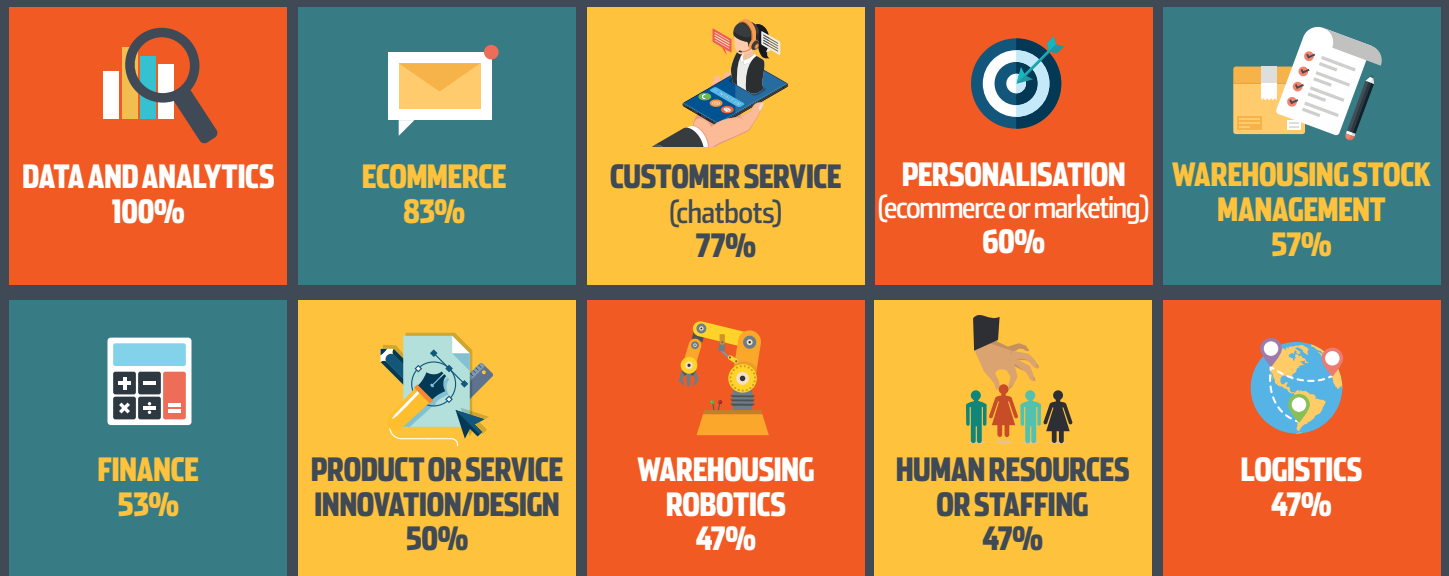 DATA AND ANALYTICS
100%
ECOMMERCE
83%
CUSTOMER SERVICE
(chatbots)
77%
PERSONALISATION
(ecommerce or marketing)
60%
WAREHOUSING STOCK
MANAGEMENT
57%
FINANCE
53%
PRODUCT OR SERVICE
INNOVATION/DESIGN
50%
WAREHOUSING
ROBOTICS
47%
HUMAN RESOURCES
OR STAFFING
47%
LOGISTICS
47%